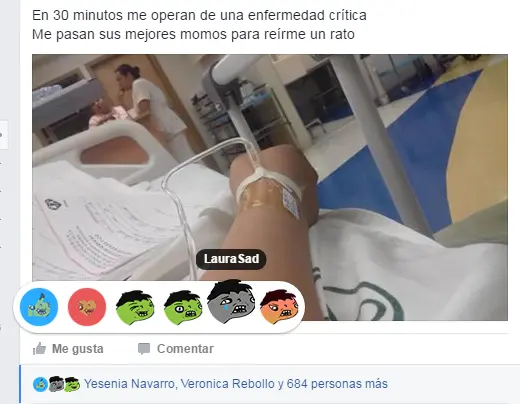 En 30 minutos me operan de una enfermedad crítica
Me pasan sus mejores momos para reírme un rato
LauraSad
Me gusta
Comentar
Yesenia Navarro, Veronica Rebollo y 684 personas más